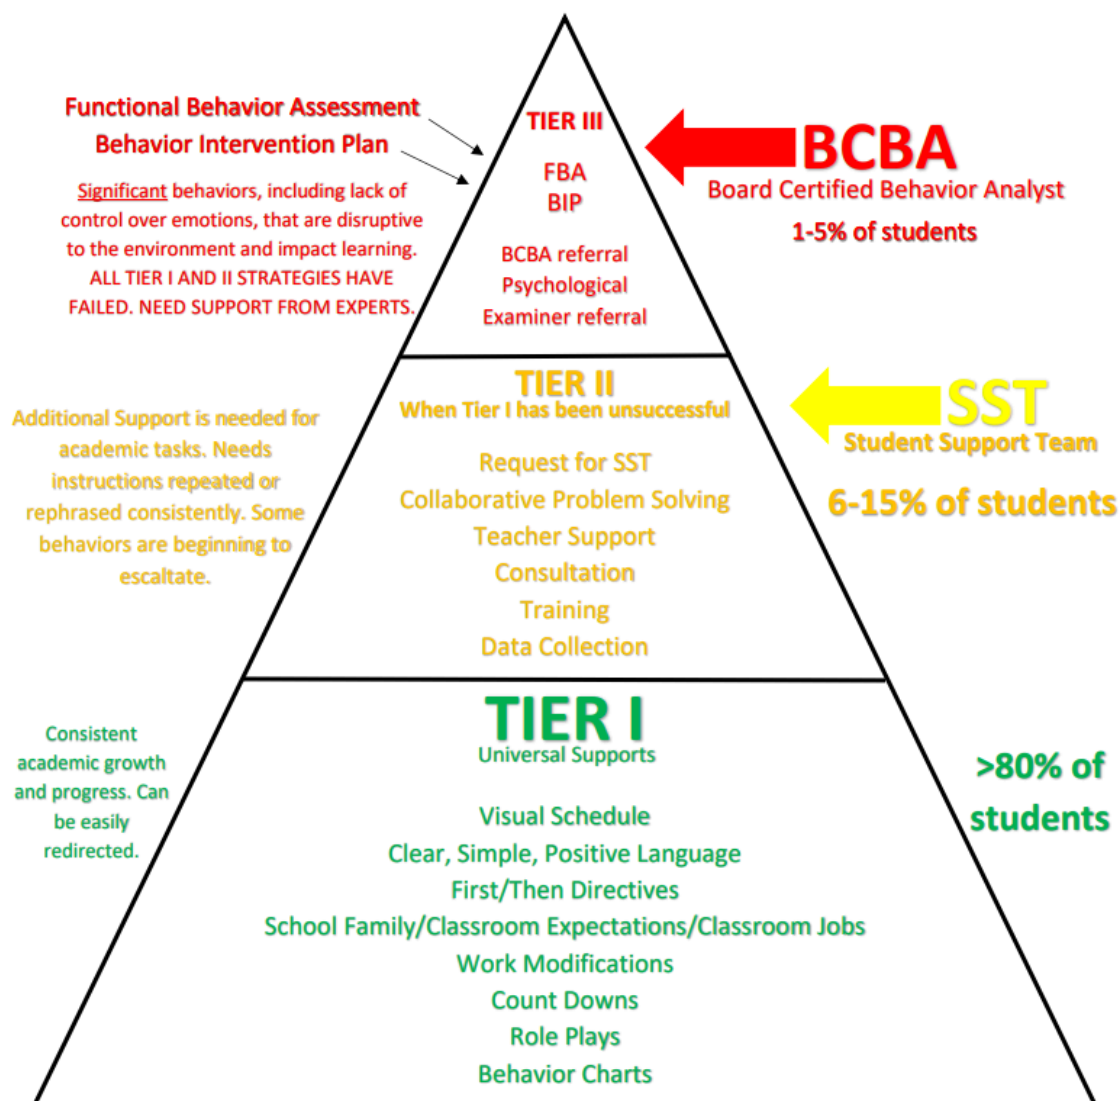 Functional Behavior Assessment
Behavior Intervention Plan
Significant behaviors, including lack of
control over emotions, that are disruptive
to the environment and impact learning.
ALL TIER I AND II STRATEGIES HAVE
FAILED. NEED SUPPORT FROM EXPERTS.
TIER III
FBA
BIP
BCBA referral
Psychological
Examiner referral
BCBA
Board Certified Behavior Analyst
1-5% of students
Additional Support is needed for
academic tasks. Needs
instructions repeated or
rephrased consistently. Some
behaviors are beginning to
escaltate.
TIER II
When Tier I has been unsuccessful
Request for SST
Collaborative Problem Solving
Teacher Support
Consultation
Training
Data Collection
SST
Student Support Team
6-15% of students
Consistent
academic growth
and progress. Can
be easily
redirected.
TIER I
Universal Supports
Visual Schedule
Clear, Simple, Positive Language
First/Then Directives
School Family/Classroom Expectations/Classroom Jobs
Work Modifications
Count Downs
Role Plays
Behavior Charts
>80% of
students